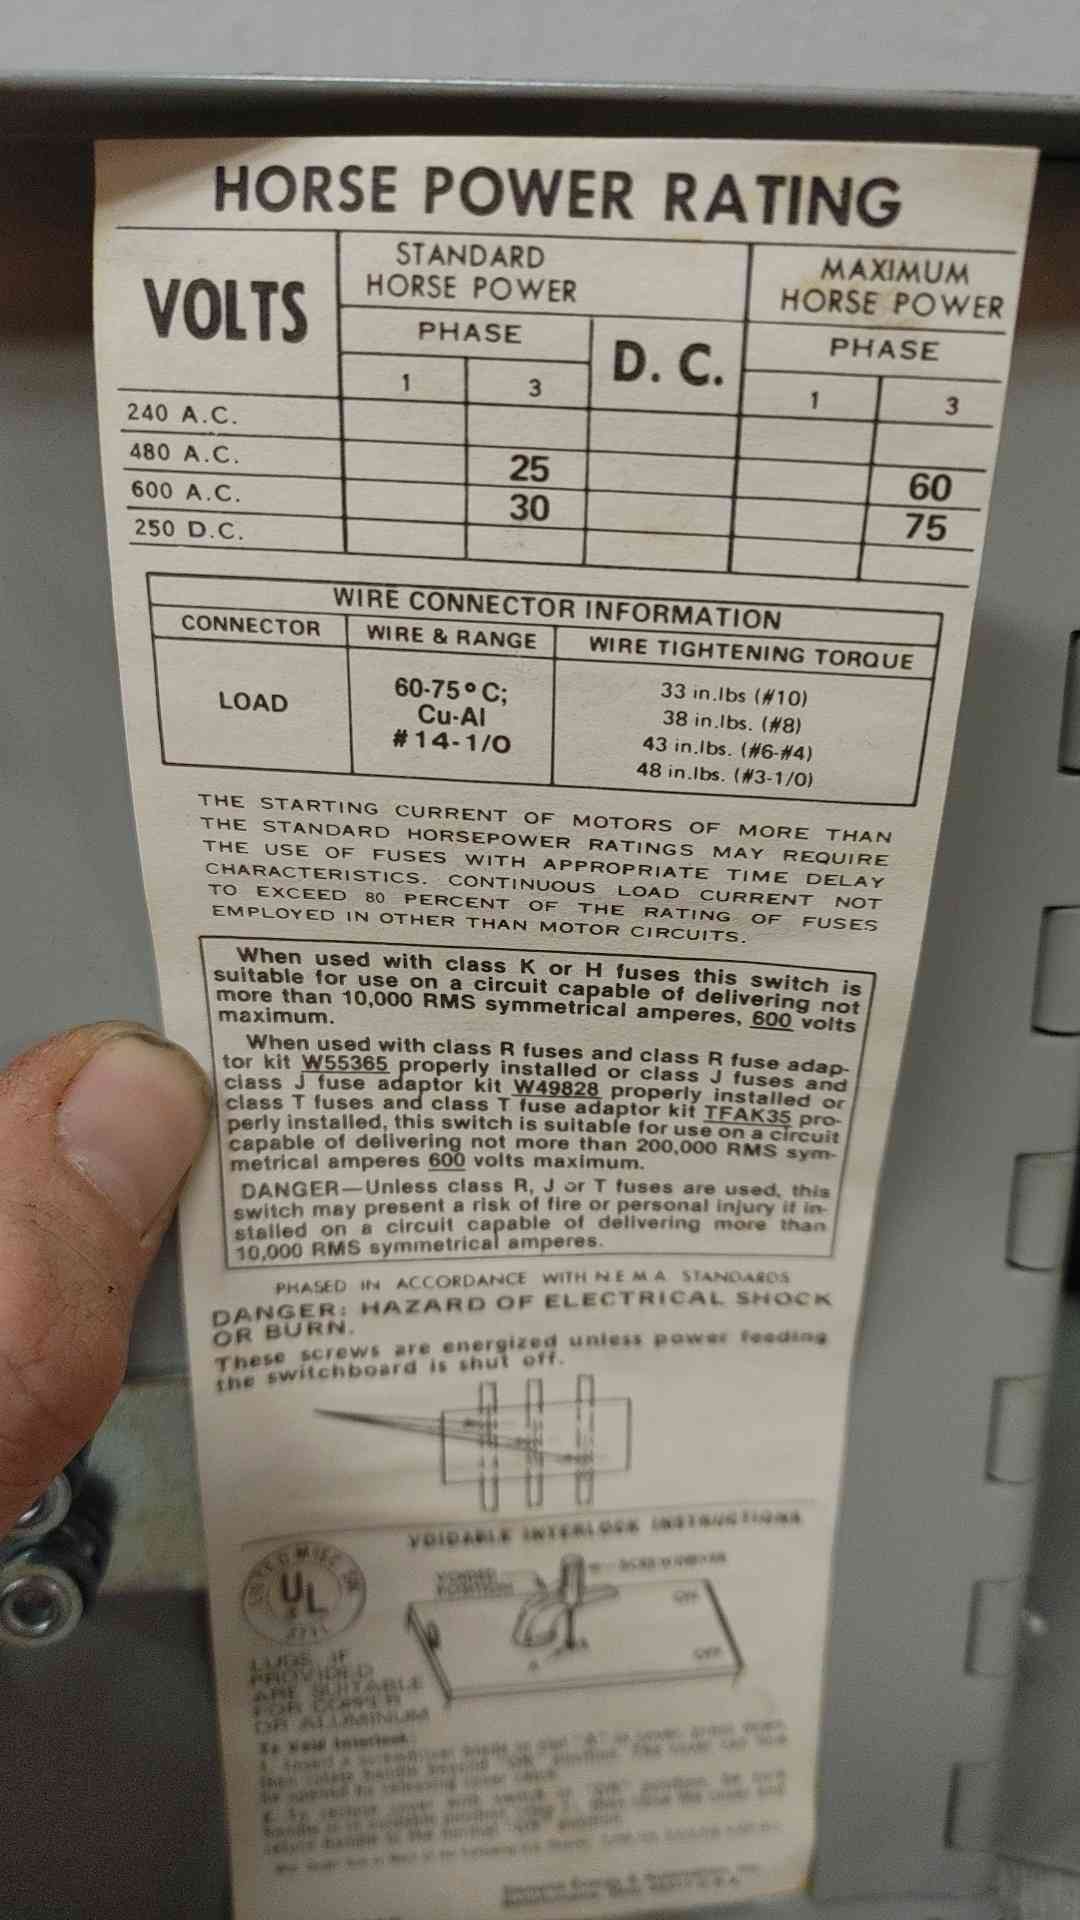 HORSE POWER RATING
VOLTS
STANDARD
HORSE POWER
MAXIMUM
HORSE POWER
PHASE
D. C.
PHASE
1
3
1
3
240 A.C.
480 A.C.
25
60
600 A.C.
30
75
250 D.C.
WIRE CONNECTOR INFORMATION
CONNECTOR
WIRE & RANGE
WIRE TIGHTENING TORQUE
LOAD
60-75°C;
Cu-Al
#14-1/0
33 in.lbs (#10)
38 in.lbs. (#8)
43 in.lbs. (#6-#4)
48 in.lbs. (#3-1/0)
THE STARTING CURRENT OF MOTORS OF MORE THAN
THE STANDARD HORSEPOWER RATINGS MAY REQUIRE
THE USE OF FUSES WITH APPROPRIATE TIME DELAY
CHARACTERISTICS. CONTINUOUS LOAD CURRENT NOT
TO EXCEED 80 PERCENT OF THE RATING OF FUSES
EMPLOYED IN OTHER THAN MOTOR CIRCUITS.
When used with class K or H fuses this switch is
suitable for use on a circuit capable of delivering not
more than 10,000 RMS symmetrical amperes, 600 volts
maximum.
When used with class R fuses and class R fuse adap-
tor kit W55365 properly installed or class J fuses and
class J fuse adaptor kit W49828 properly installed or
class T fuses and class T fuse adaptor kit TFAK35 pro-
perly installed, this switch is suitable for use on a circuit
capable of delivering not more than 200,000 RMS sym-
metrical amperes 600 volts maximum.
DANGER—Unless class R, J or T fuses are used, this
switch may present a risk of fire or personal injury if in-
stalled on a circuit capable of delivering more than
10,000 RMS symmetrical amperes.
PHASED IN ACCORDANCE WITH N.E.M.A. STANDARDS
DANGER: HAZARD OF ELECTRICAL SHOCK
OR BURN.
These screws are energized unless power feeding
the switchboard is shut off.
VOIDABLE INTERLOCK INSTRUCTIONS
VOIDED
POSITION
SCREWDRIVER
ON
OFF
A
UL
LUGS IF
PROVIDED
ARE SUITABLE
FOR COPPER
OR ALUMINUM
To Void Interlock: